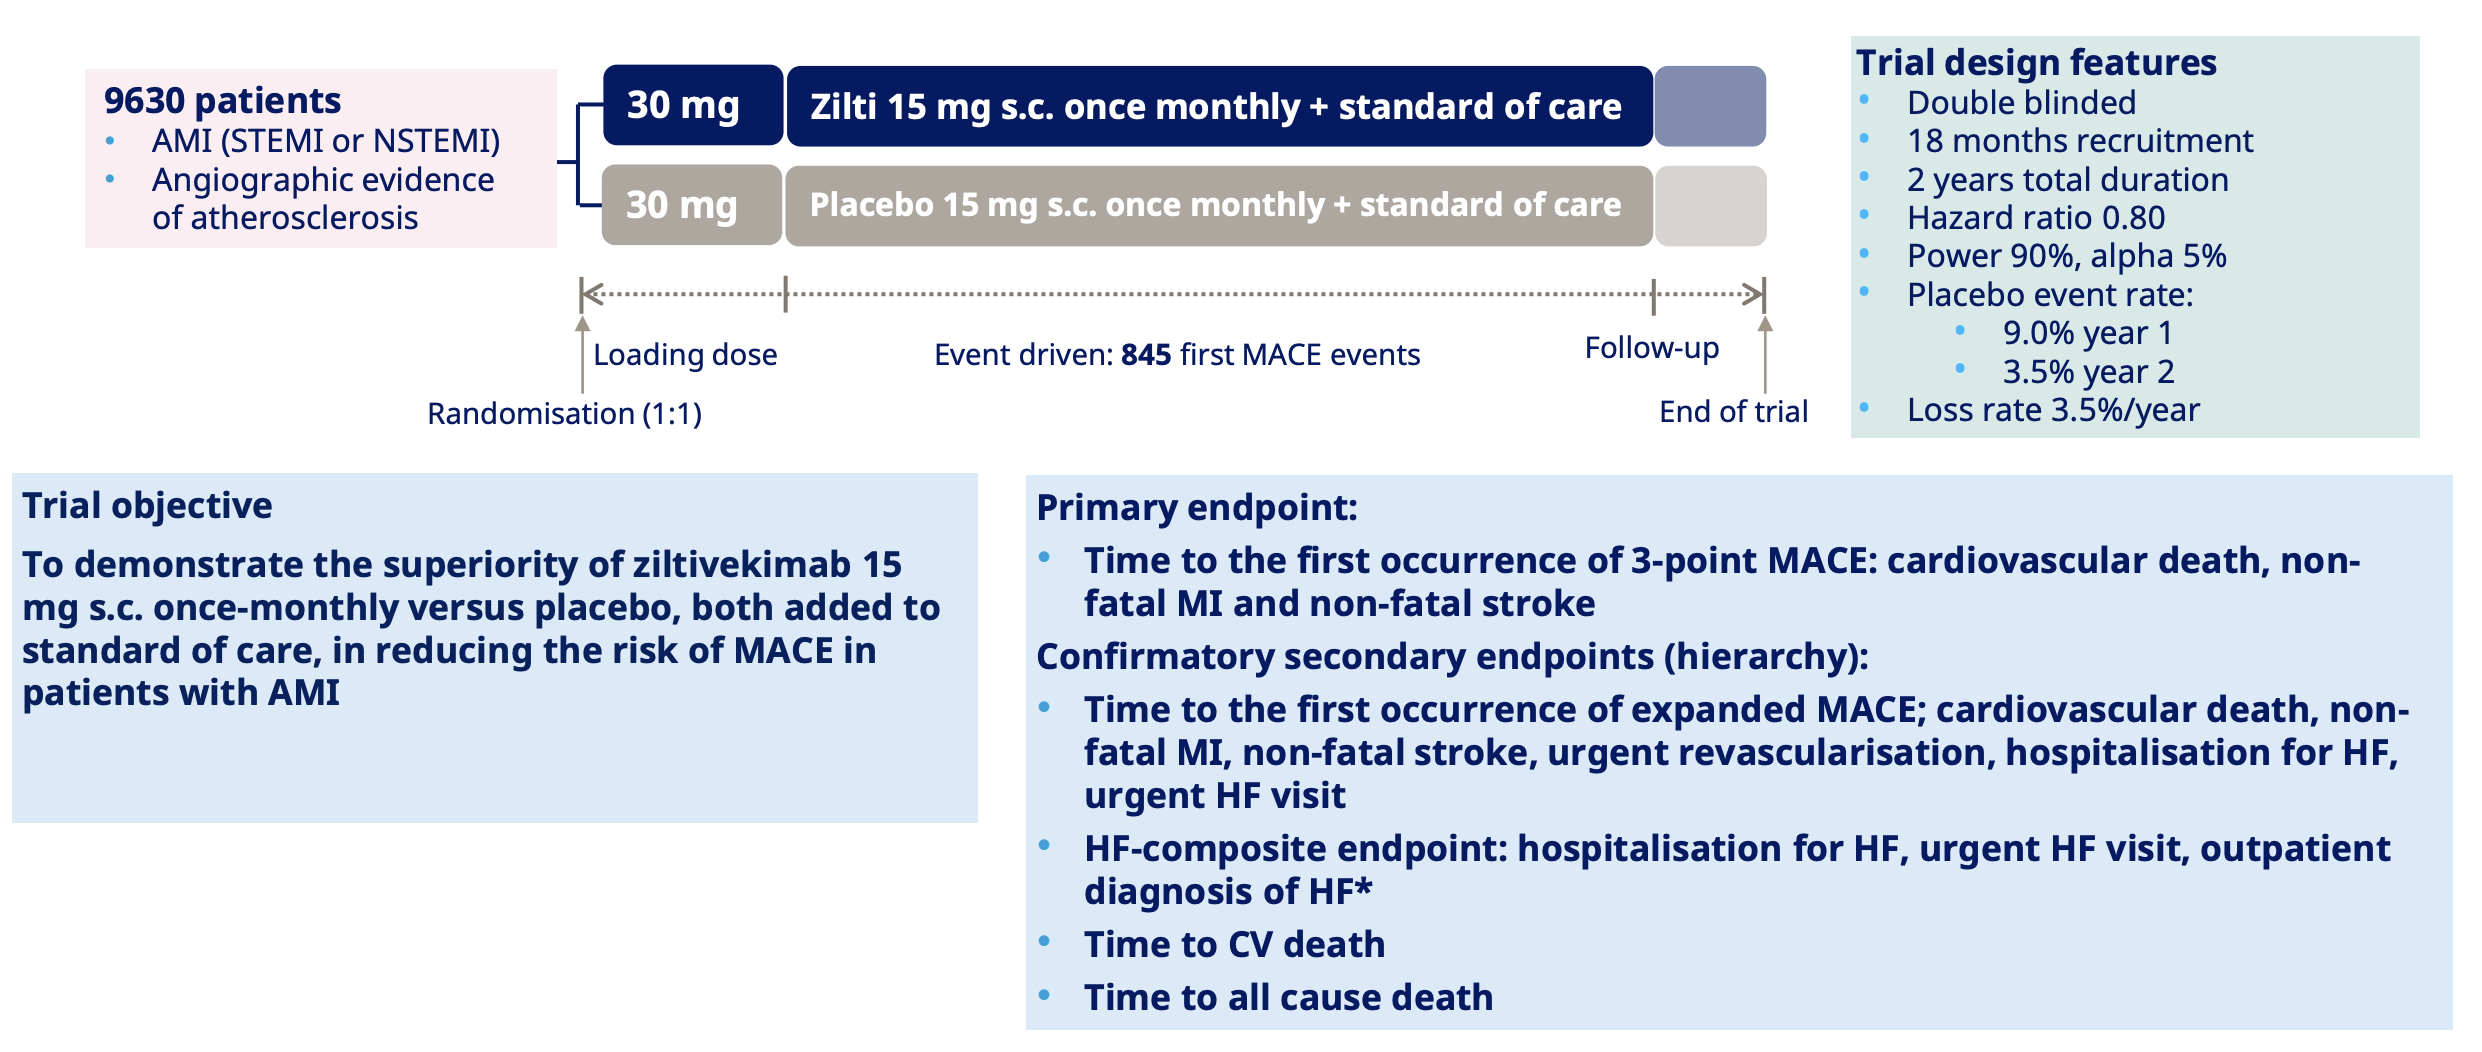 9630 patients
• AMI (STEMI or NSTEMI)
• Angiographic evidence
of atherosclerosis
30 mg
Zilti 15 mg s.c. once monthly + standard of care
30 mg
Placebo 15 mg s.c. once monthly + standard of care
Loading dose
Event driven: 845 first MACE events
Follow-up
Randomisation (1:1)
End of trial
Trial design features
• Double blinded
• 18 months recruitment
• 2 years total duration
• Hazard ratio 0.80
• Power 90%, alpha 5%
• Placebo event rate:
• 9.0% year 1
• 3.5% year 2
• Loss rate 3.5%/year
Trial objective
To demonstrate the superiority of ziltivekimab 15
mg s.c. once-monthly versus placebo, both added to
standard of care, in reducing the risk of MACE in
patients with AMI
Primary endpoint:
• Time to the first occurrence of 3-point MACE: cardiovascular death, non-
fatal MI and non-fatal stroke
Confirmatory secondary endpoints (hierarchy):
• Time to the first occurrence of expanded MACE; cardiovascular death, non-
fatal MI, non-fatal stroke, urgent revascularisation, hospitalisation for HF,
urgent HF visit
• HF-composite endpoint: hospitalisation for HF, urgent HF visit, outpatient
diagnosis of HF*
• Time to CV death
• Time to all cause death